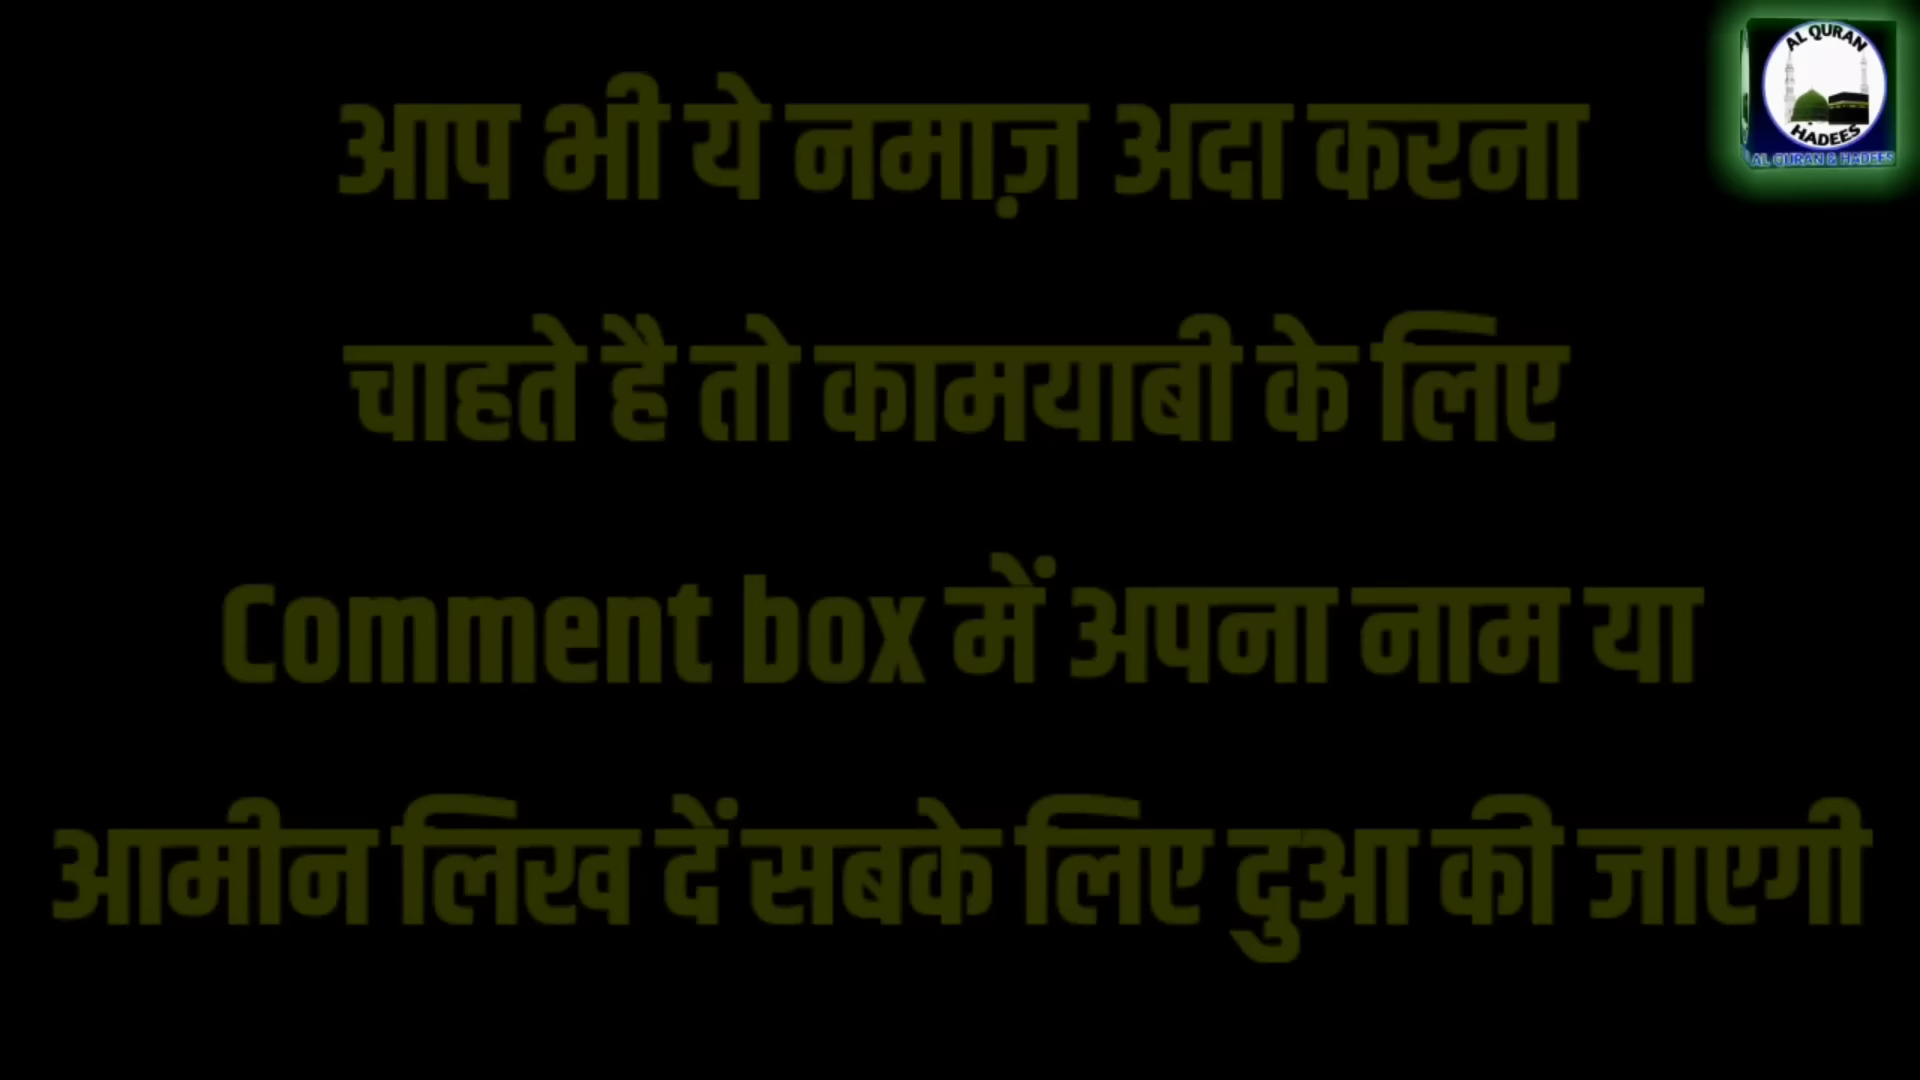 आप भी ये नमाज़ अदा करना
चाहते है तो कामयाबी के लिए
Comment box में अपना नाम या
आमीन लिख दें सबके लिए दुआ की जाएगी
AL QURAN
HADEES
AL QURAN & HADEES